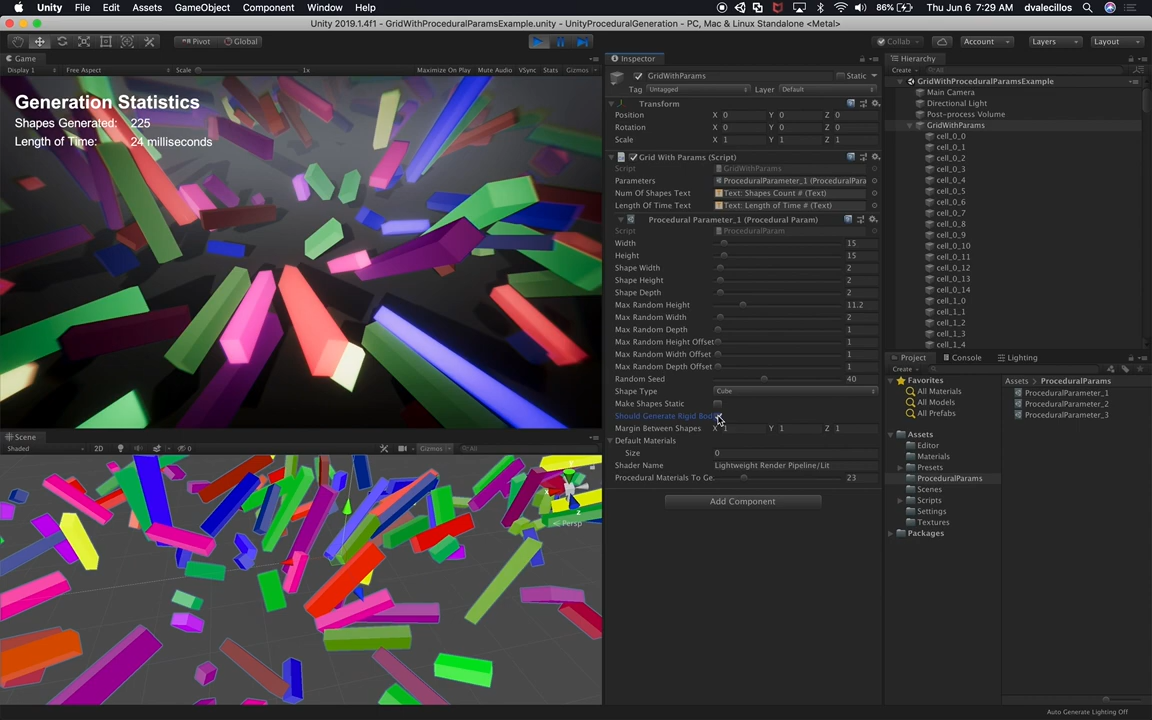 Unity File Edit Assets GameObject Component Window Help 86% Thu Jun 6 7:29 AM dvalecillos
Unity 2019.1.4f1 - GridWithProceduralParamsExample.unity - UnityProceduralGeneration - PC, Mac & Linux Standalone <Metal>
Pivot Global Collab Account Layers Layout
Game
Display 1 Free Aspect Scale 1x Maximize On Play Mute Audio VSync Stats Gizmos
Generation Statistics
Shapes Generated: 225
Length of Time: 24 milliseconds
Scene
Shaded 2D 0 Gizmos All
Persp
Inspector
GridWithParams Static
Tag Untagged Layer Default
Transform
Position X 0 Y 0 Z 0
Rotation X 0 Y 0 Z 0
Scale X 1 Y 1 Z 1
Grid With Params (Script)
Script GridWithParams
Parameters ProceduralParameter_1 (ProceduralPara
Num Of Shapes Text Text: Shapes Count # (Text)
Length Of Time Text Text: Length of Time # (Text)
Procedural Parameter_1 (Procedural Param)
Script ProceduralParam
Width 15
Height 15
Shape Width 2
Shape Height 2
Shape Depth 2
Max Random Height 11.2
Max Random Width 2
Max Random Depth 1
Max Random Height Offset 1
Max Random Width Offset 1
Max Random Depth Offset 1
Random Seed 40
Shape Type Cube
Make Shapes Static
Should Generate Rigid
Margin Between Shapes X 1 Y 1 Z 1
Default Materials
Size 0
Shader Name Lightweight Render Pipeline/Lit
Procedural Materials To Ge 23
Add Component
Hierarchy
Create All
GridWithProceduralParamsExample
Main Camera
Directional Light
Post-process Volume
GridWithParams
cell_0_0
cell_0_1
cell_0_2
cell_0_3
cell_0_4
cell_0_5
cell_0_6
cell_0_7
cell_0_8
cell_0_9
cell_0_10
cell_0_11
cell_0_12
cell_0_13
cell_0_14
cell_1_0
cell_1_1
cell_1_2
cell_1_3
cell_1_4
Project Console Lighting
Create
Favorites
All Materials
All Models
All Prefabs
Assets
Editor
Materials
Presets
ProceduralParams
Scenes
Scripts
Settings
Textures
Packages
Assets > ProceduralParams
ProceduralParameter_1
ProceduralParameter_2
ProceduralParameter_3
Auto Generate Lighting Off